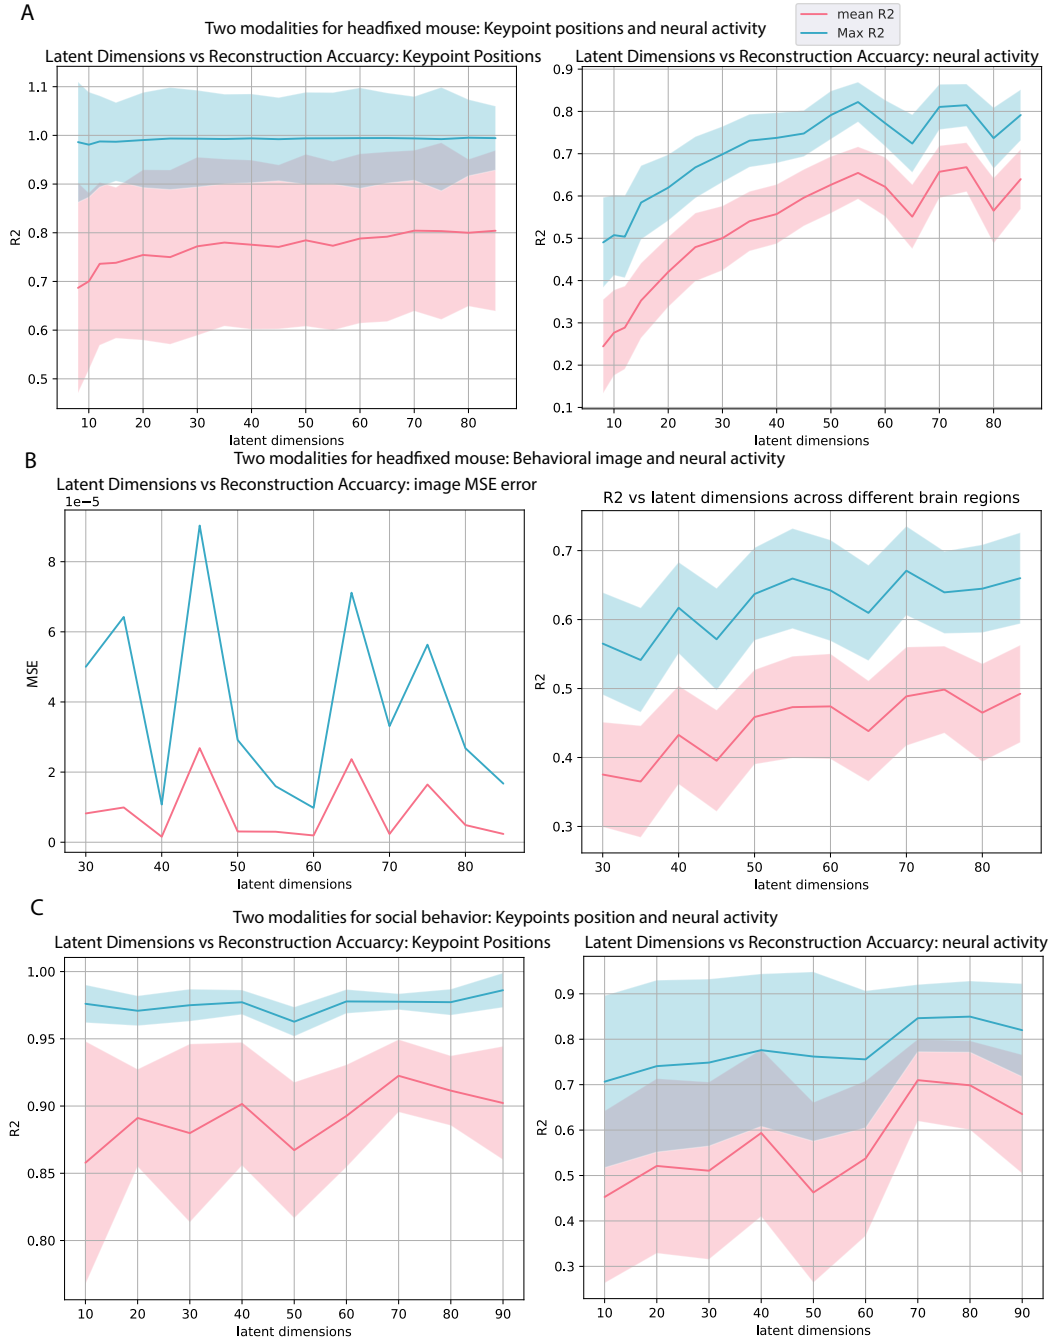 A
Two modalities for headfixed mouse: Keypoint positions and neural activity
mean R2
Max R2
Latent Dimensions vs Reconstruction Accuarcy: Keypoint Positions
1.1
1.0
0.9
0.8
0.7
0.6
0.5
R2
10 20 30 40 50 60 70 80
latent dimensions
Latent Dimensions vs Reconstruction Accuarcy: neural activity
0.9
0.8
0.7
0.6
0.5
0.4
0.3
0.2
0.1
R2
10 20 30 40 50 60 70 80
latent dimensions
B
Two modalities for headfixed mouse: Behavioral image and neural activity
Latent Dimensions vs Reconstruction Accuarcy: image MSE error
1e−5
8
6
4
2
0
MSE
30 40 50 60 70 80
latent dimensions
R2 vs latent dimensions across different brain regions
0.7
0.6
0.5
0.4
0.3
R2
30 40 50 60 70 80
latent dimensions
C
Two modalities for social behavior: Keypoints position and neural activity
Latent Dimensions vs Reconstruction Accuarcy: Keypoint Positions
1.00
0.95
0.90
0.85
0.80
R2
10 20 30 40 50 60 70 80 90
latent dimensions
Latent Dimensions vs Reconstruction Accuarcy: neural activity
0.9
0.8
0.7
0.6
0.5
0.4
0.3
R2
10 20 30 40 50 60 70 80 90
latent dimensions